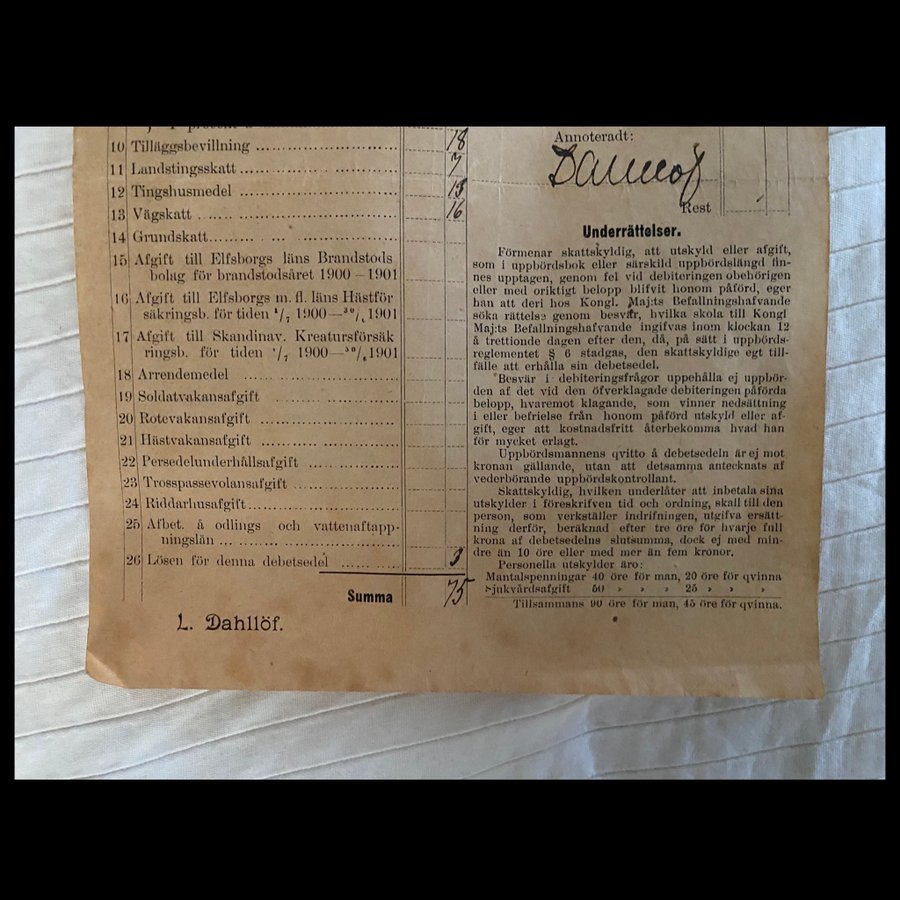 10 Tilläggsbevillning 18
11 Landstingsskatt 7
12 Tingshusmedel 13
13 Vägskatt 16
14 Grundskatt
15 Afgift till Elfsborgs läns Brandstods
bolag för brandstodsåret 1900-1901
16 Afgift till Elfsborgs m. fl. läns Hästför
säkringsb. för tiden 1/7 1900—30/6 1901
17 Afgift till Skandinav. Kreatursförsäk
ringsb. för tiden 1/7 1900—30/6 1901
18 Arrendemedel
19 Soldatvakansafgift
20 Rotevakansafgift
21 Hästvakansafgift
22 Persedelunderhållsafgift
23 Trosspassevolansafgift
24 Riddarhusafgift
25 Afbet. å odlings och vattenaftapp-
ningslån
26 Lösen för denna debetsedel 3
Summa 75
L. Dahllöf.
Annoteradt:
Rest
Underrättelser.
Förmenar skattskyldig, att utskyld eller afgift,
som i uppbördsbok eller särskild uppbördslängd fin-
nes upptagen, genom fel vid debiteringen obehörigen
eller med oriktigt belopp blifvit honom påförd, eger
han att deri hos Kongl. Maj:ts Befallningshafvande
söka rättelse genom besvär, hvilka skola till Kongl
Maj:ts Befallningshafvande ingifvas inom klockan 12
å trettionde dagen efter den, då, på sätt i uppbörds-
reglementet § 6 stadgas, den skattskyldige egt till-
fälle att erhålla sin debetsedel.
Besvär i debiteringsfrågor uppehålla ej uppbör-
den af det vid den öfverklagade debiteringen påförda
belopp, hvaremot klagande, som vinner nedsättning
i eller befrielse från honom påförd utskyld eller af-
gift, eger att kostnadsfritt återbekomma hvad han
för mycket erlagt.
Uppbördsmannens qvitto å debetsedeln är ej mot
kronan gällande, utan att detsamma antecknats af
vederbörande uppbördskontrollant.
Skattskyldig, hvilken underlåter att inbetala sina
utskylder i föreskrifven tid och ordning, skall till den
person, som verkställer indrifningen, utgifva ersätt-
ning derför, beräknad efter tre öre för hvarje full
krona af debetsedelns slutsumma, dock ej med min-
dre än 10 öre eller med mer än fem kronor.
Personella utskylder äro:
Mantalspenningar 40 öre för man, 20 öre för qvinna
Sjukvårdsafgift 50 » » » 25 » » »
Tillsammans 90 öre för man, 45 öre för qvinna.